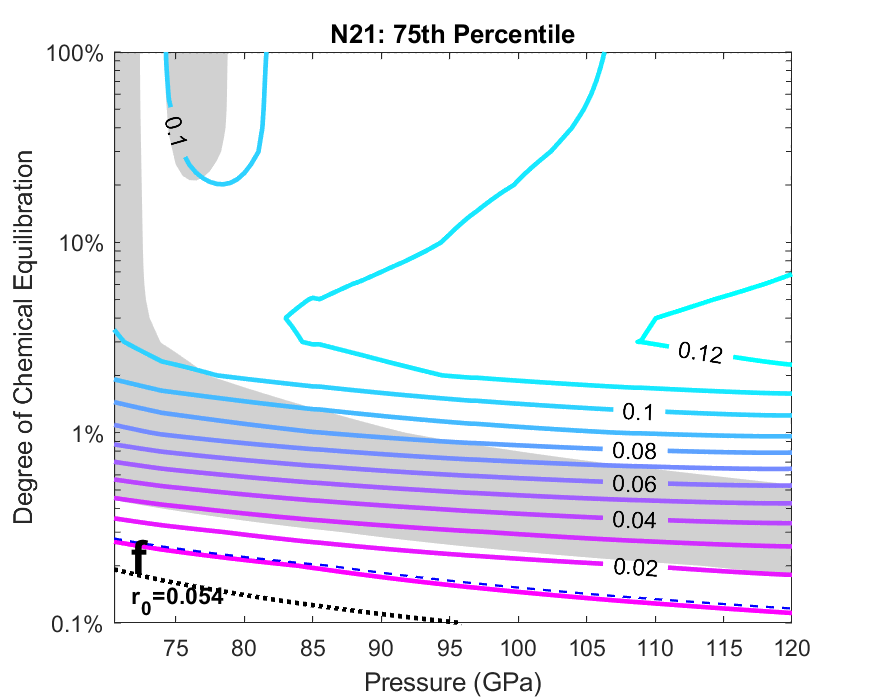 N21: 75th Percentile
100%
10%
1%
0.1%
Degree of Chemical Equilibration
0.1
0.12
0.1
0.08
0.06
0.04
0.02
f
r0=0.054
75 80 85 90 95 100 105 110 115 120
Pressure (GPa)